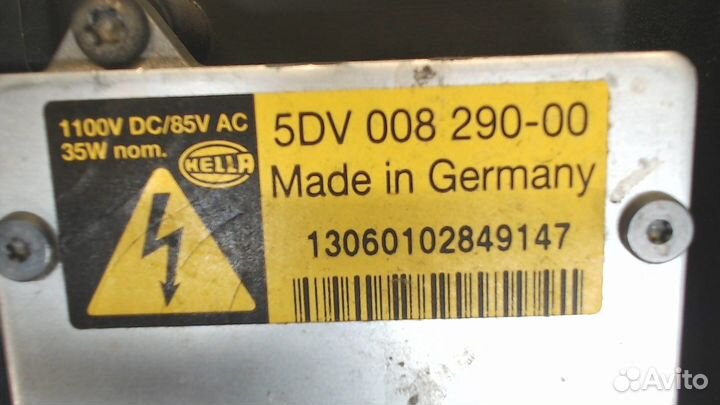 1100V DC/85V AC
35W nom.
HELLA
5DV 008 290-00
Made in Germany
13060102849147
Avito